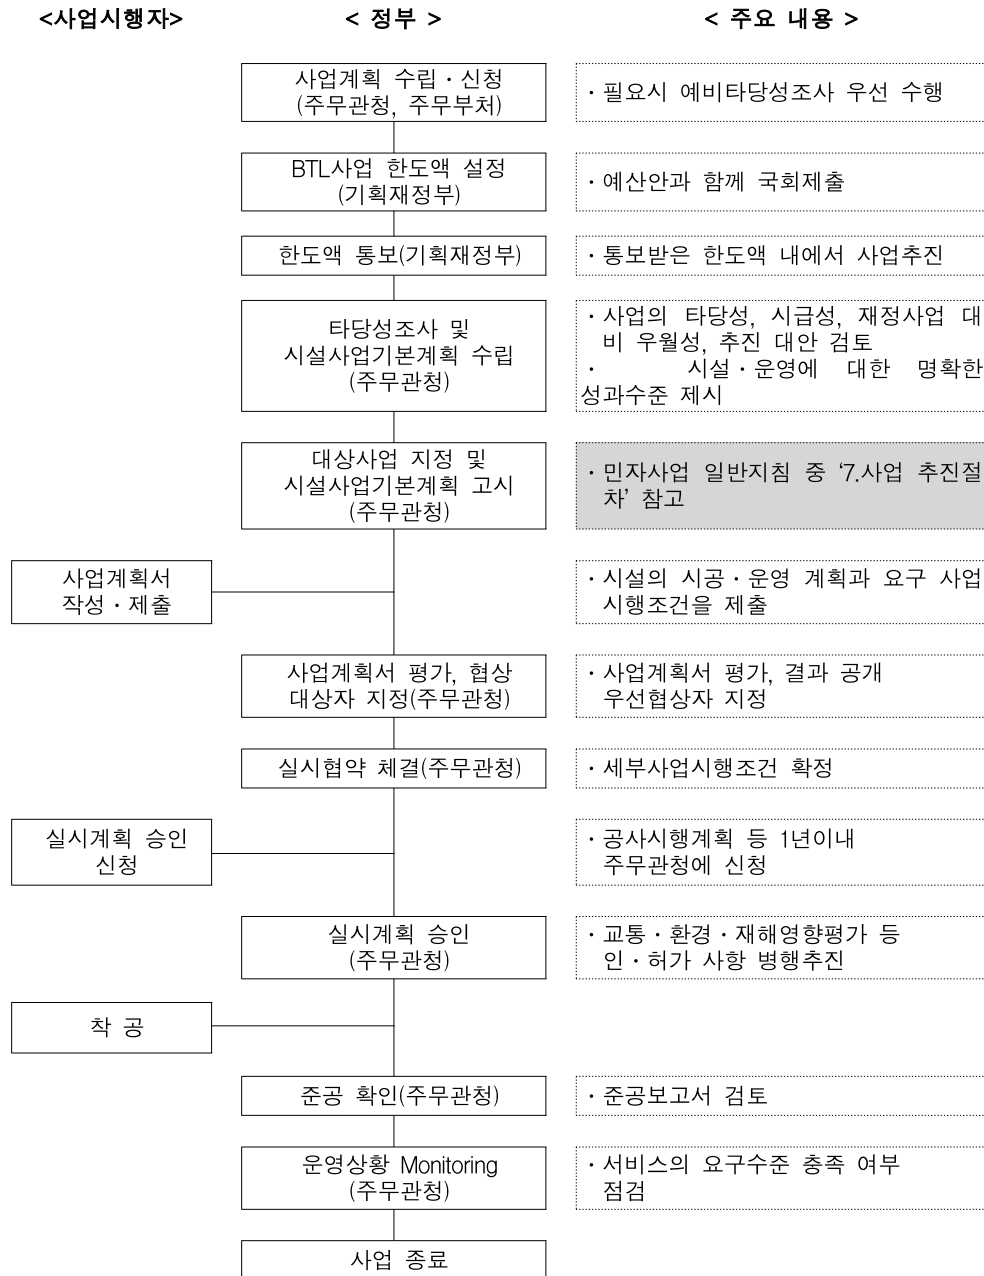 <사업시행자>
< 정부 >
< 주요 내용 >
사업계획 수립・신청
(주무관청, 주무부처)
・필요시 예비타당성조사 우선 수행
BTL사업 한도액 설정
(기획재정부)
・예산안과 함께 국회제출
한도액 통보(기획재정부)
・통보받은 한도액 내에서 사업추진
타당성조사 및
시설사업기본계획 수립
(주무관청)
・사업의 타당성, 시급성, 재정사업 대
비 우월성, 추진 대안 검토
・ 시설・운영에 대한 명확한
성과수준 제시
대상사업 지정 및
시설사업기본계획 고시
(주무관청)
・민자사업 일반지침 중 ‘7.사업 추진절
차’ 참고
사업계획서
작성・제출
・시설의 시공・운영 계획과 요구 사업
시행조건을 제출
사업계획서 평가, 협상
대상자 지정(주무관청)
・사업계획서 평가, 결과 공개
우선협상자 지정
실시협약 체결(주무관청)
・세부사업시행조건 확정
실시계획 승인
신청
・공사시행계획 등 1년이내
주무관청에 신청
실시계획 승인
(주무관청)
・교통・환경・재해영향평가 등
인・허가 사항 병행추진
착 공
준공 확인(주무관청)
・준공보고서 검토
운영상황 Monitoring
(주무관청)
・서비스의 요구수준 충족 여부
점검
사업 종료